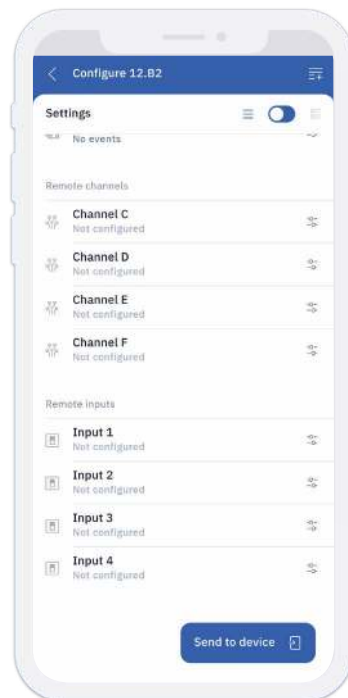 Configure 12.B2
Settings
No events
Remote channels
Channel C
Not configured
Channel D
Not configured
Channel E
Not configured
Channel F
Not configured
Remote inputs
Input 1
Not configured
Input 2
Not configured
Input 3
Not configured
Input 4
Not configured
Send to device